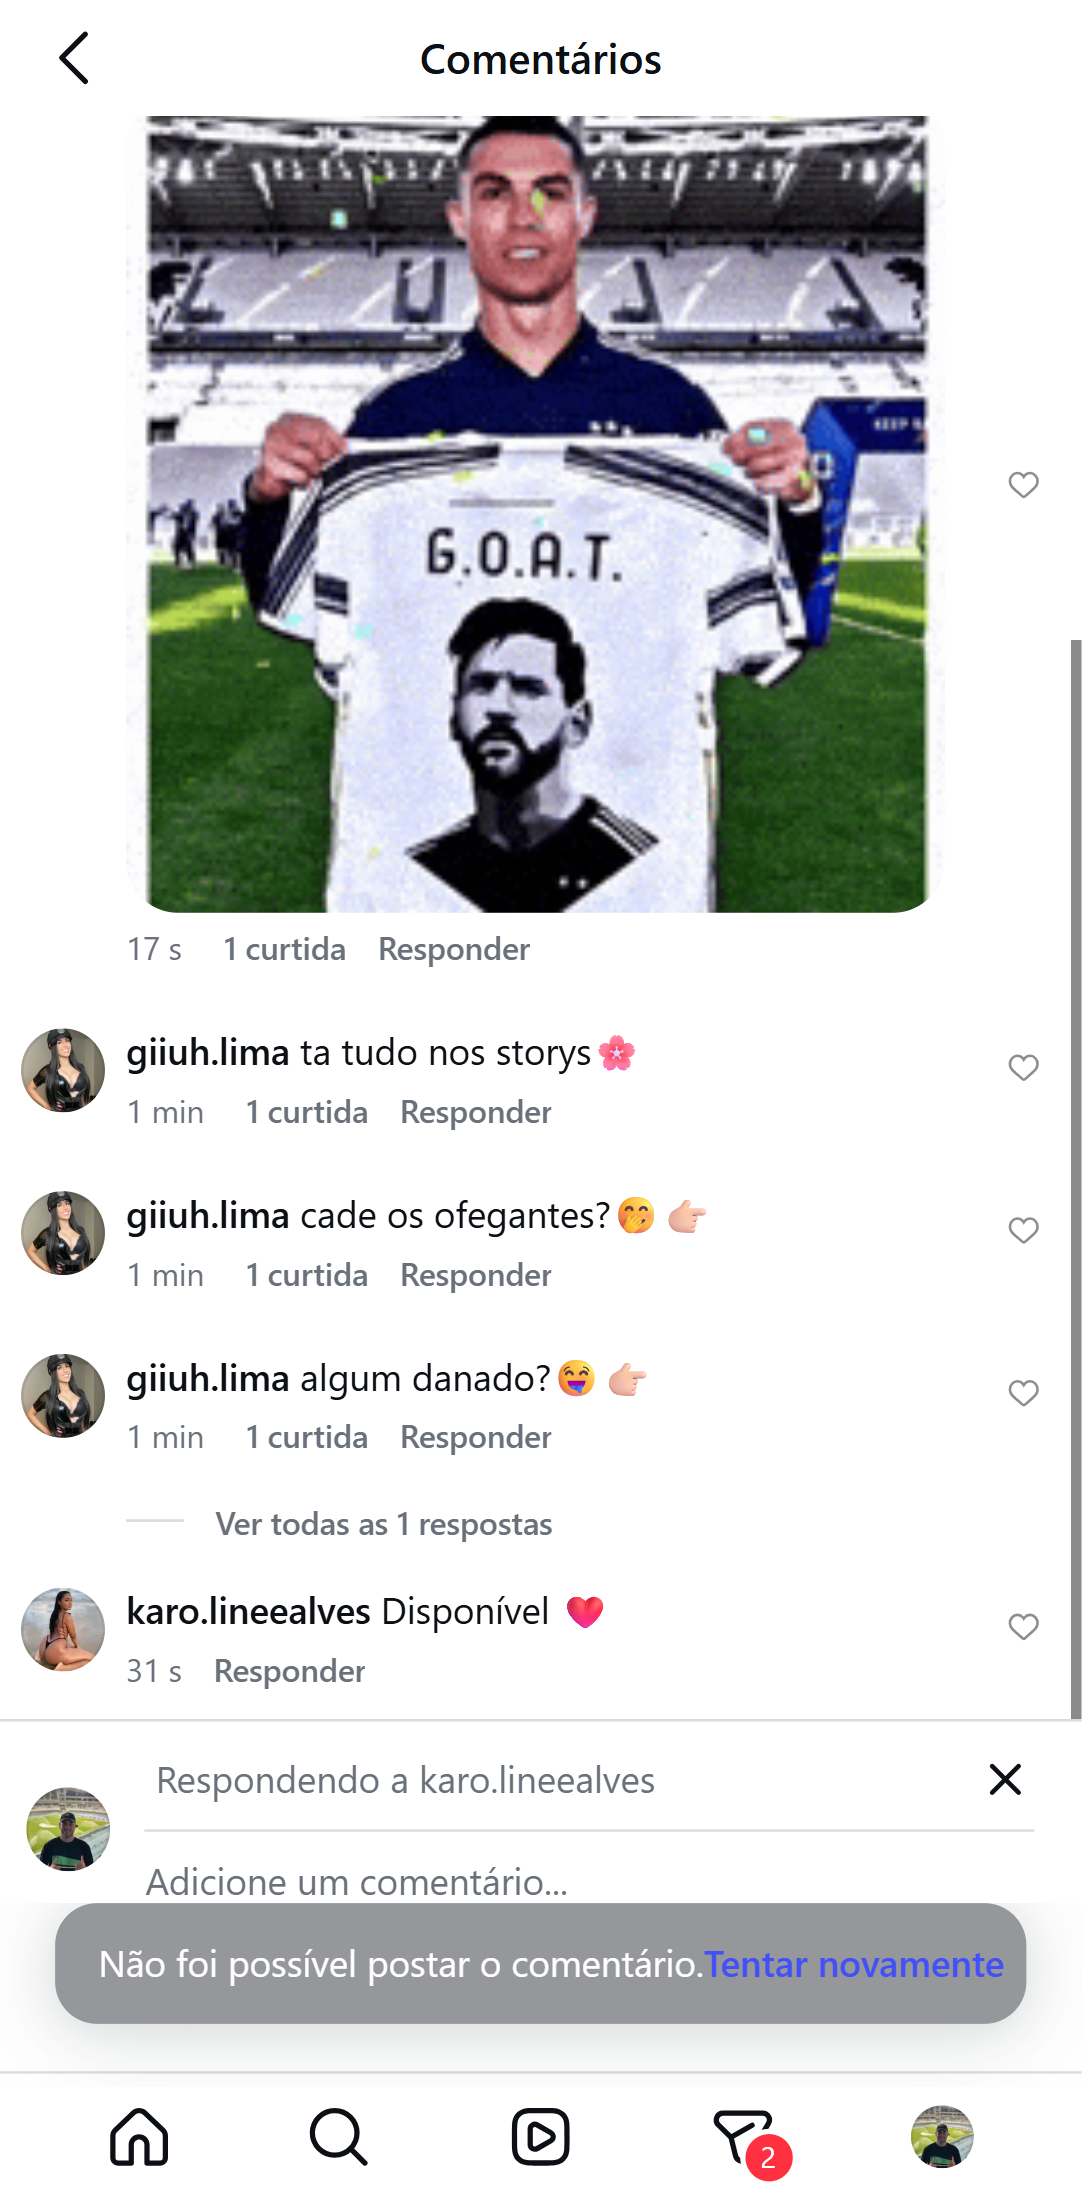 Comentários
G.O.A.T.
17 s 1 curtida Responder
giiuh.lima ta tudo nos storys🌸
1 min 1 curtida Responder
giiuh.lima cade os ofegantes?🤭 👉🏻
1 min 1 curtida Responder
giiuh.lima algum danado?😝 👉🏻
1 min 1 curtida Responder
Ver todas as 1 respostas
karo.lineealves Disponível ❤️
31 s Responder
Respondendo a karo.lineealves
Adicione um comentário...
Não foi possível postar o comentário.Tentar novamente
2